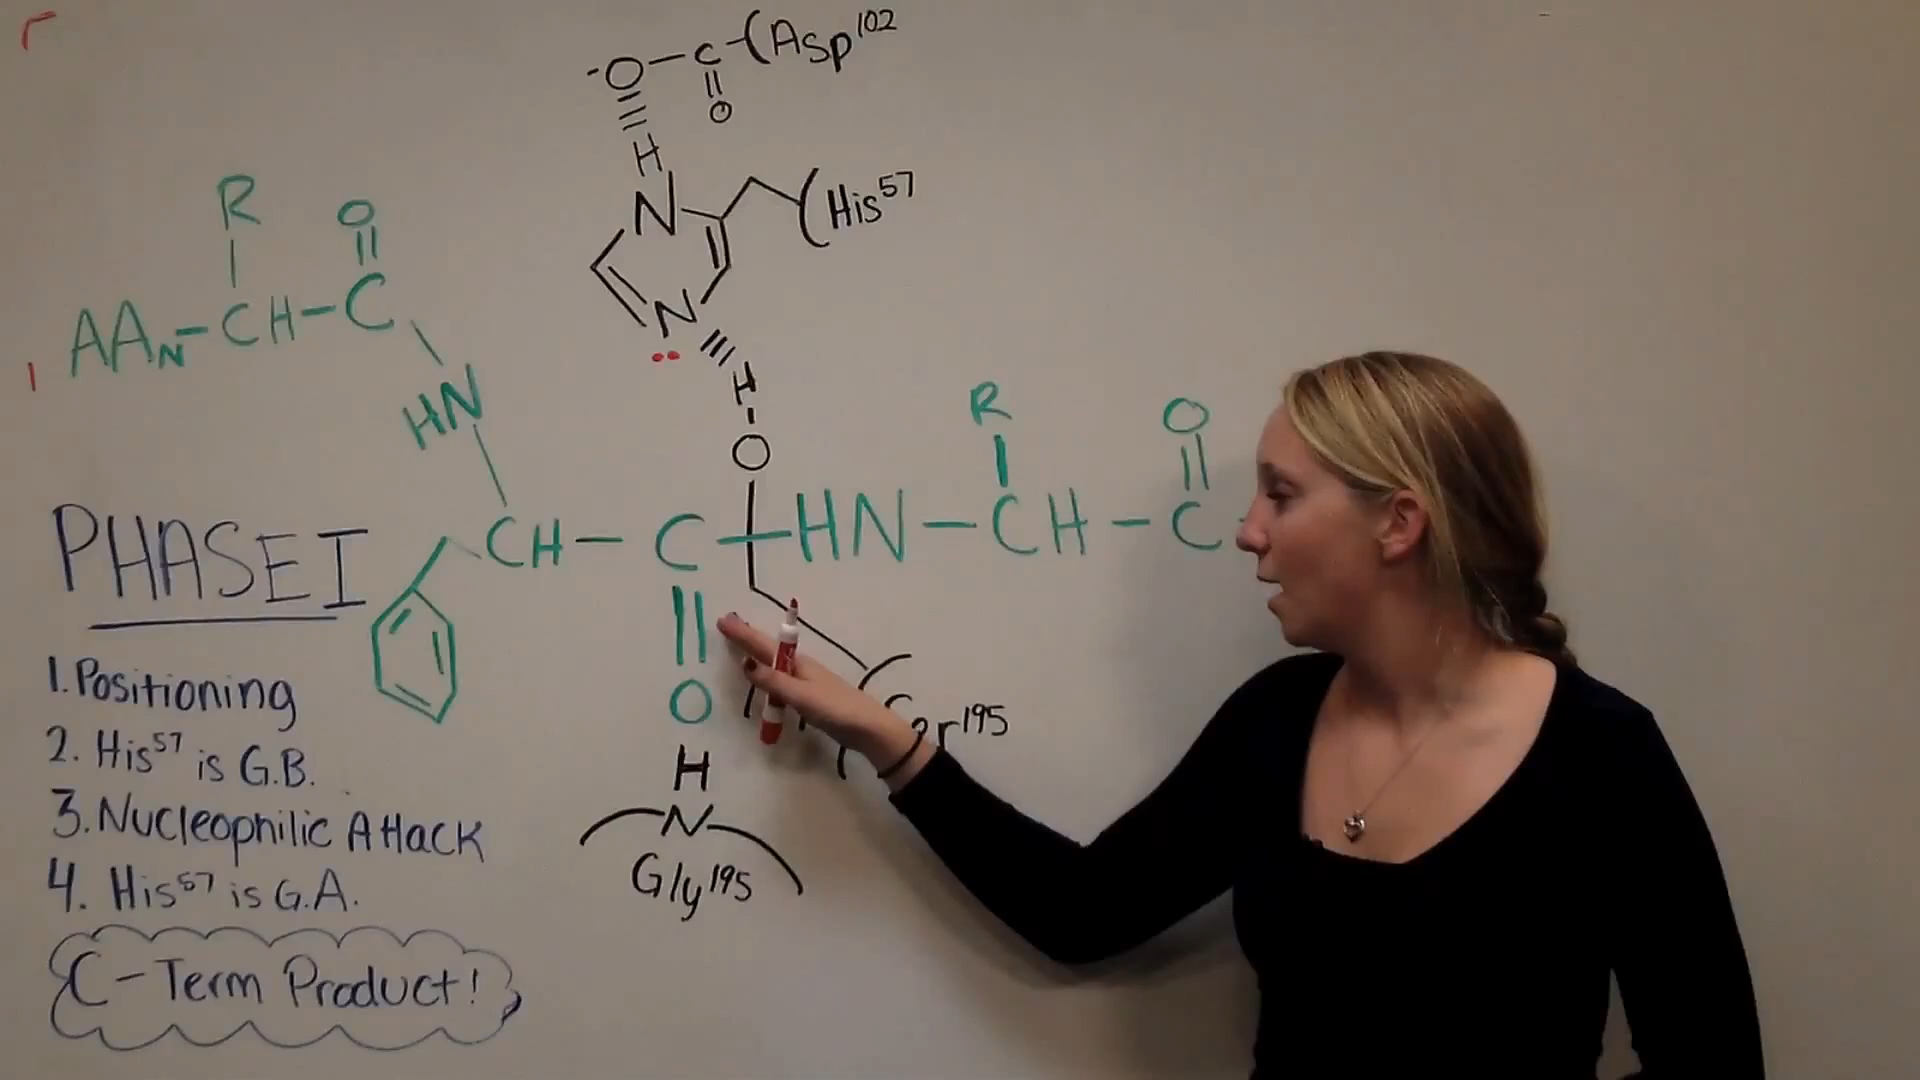 -O-C-(Asp102
O
H
R
O
N
(His57
AAN-CH-C
N
HN
H
O
R
O
CH-C-HN-CH-C
O
PHASE I
1. Positioning
2. His57 is G.B.
3. Nucleophilic Attack
4. His57 is G.A.
C-Term Product!
H
N
Gly195